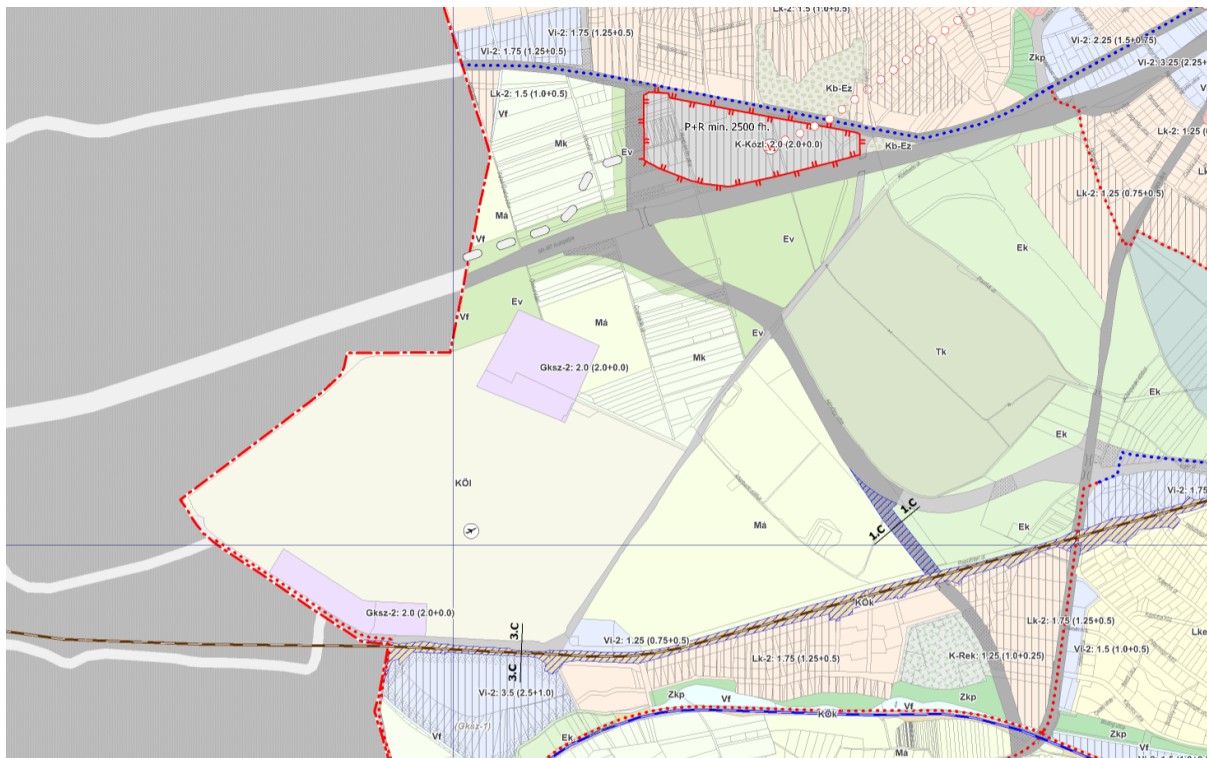 Lk-2: 1.5 (1.0+0.5)
Vi-2: 1.75 (1.25+0.5)
Vi-2: 1.75 (1.25+0.5)
Vi-2: 2.25 (1.5+0.75)
Zkp
Vi-2: 3.25 (2.25+
Lk-2: 1.5 (1.0+0.5)
Kb-Ez
Vf
P+R min. 2500 fh.
Lk-2: 1.25 (0
Mk
Ev
K-Közl: 2.0 (2.0+0.0)
Kb-Ez
Lk
Lk-2: 1.25 (0.75+0.5)
Má
Vf
Ev
Ek
Ev
Vf
Má
Ev
Mk
Tk
Gksz-2: 2.0 (2.0+0.0)
Ek
Ek
KÖl
Vi-2: 1.75
Má
1.C
1.C
Ek
KÖk
Gksz-2: 2.0 (2.0+0.0)
3.C
Vi-2: 1.25 (0.75+0.5)
Lk-2: 1.75 (1.25+0.5)
Lke
Lk-2: 1.75 (1.25+0.5)
K-Rek: 1.25 (1.0+0.25)
Vi-2: 1.5 (1.0+0.5)
3.C
Vi-2: 3.5 (2.5+1.0)
Zkp
Vf
Vf
Zkp
KÖk
(Gksz-1)
Vf
Ek
Zkp
Vf
Má